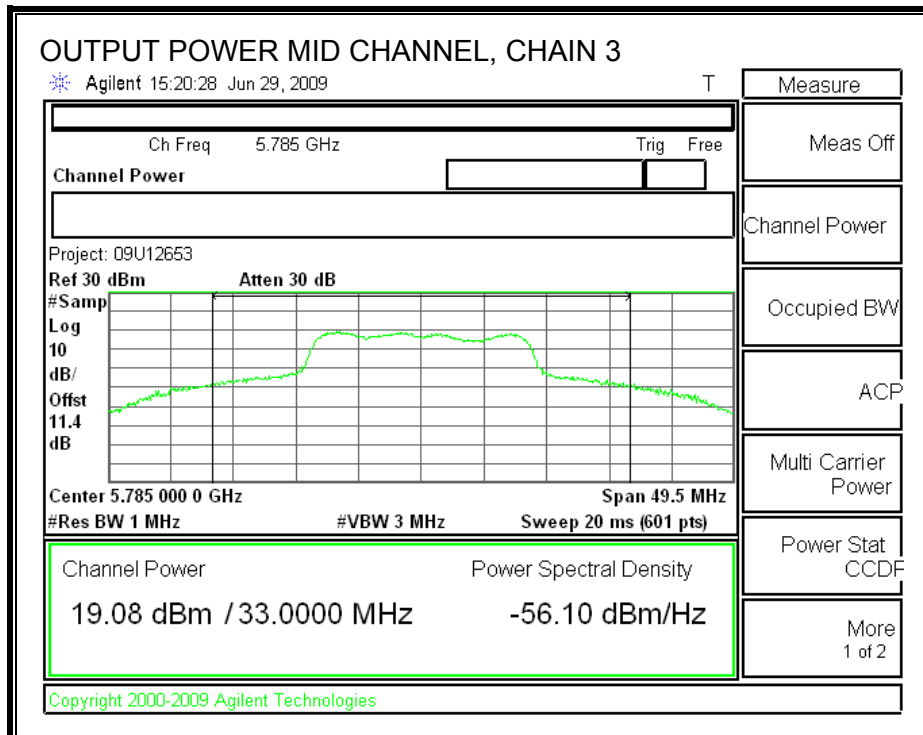 OUTPUT POWER MID CHANNEL, CHAIN 3
Agilent 15:20:28 Jun 29, 2009 T
Measure
Ch Freq 5.785 GHz Trig Free
Meas Off
Channel Power
Channel Power
Project: 09U12653
Ref 30 dBm Atten 30 dB
#Samp
Log
10
dB/
Offst
11.4
dB
Occupied BW
ACP
Multi Carrier
Power
Center 5.785 000 0 GHz Span 49.5 MHz
#Res BW 1 MHz #VBW 3 MHz Sweep 20 ms (601 pts)
Power Stat
CCDF
Channel Power Power Spectral Density
19.08 dBm / 33.0000 MHz -56.10 dBm/Hz
More
1 of 2
Copyright 2000-2009 Agilent Technologies